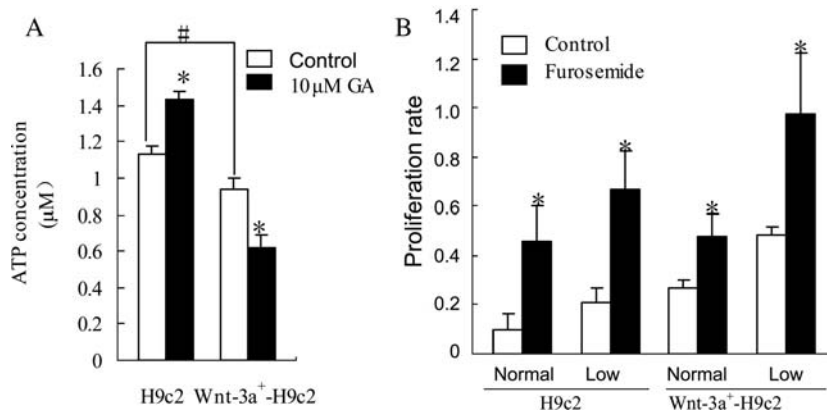 A
#
Control
10μM GA
*
*
1.6
1.4
1.2
1
0.8
0.6
0.4
0.2
0
ATP concentration
(μM)
H9c2 Wnt-3a⁺-H9c2
B
Control
Furosemide
*
*
*
*
1.4
1.2
1.0
0.8
0.6
0.4
0.2
0
Proliferation rate
Normal Low Normal Low
H9c2 Wnt-3a⁺-H9c2